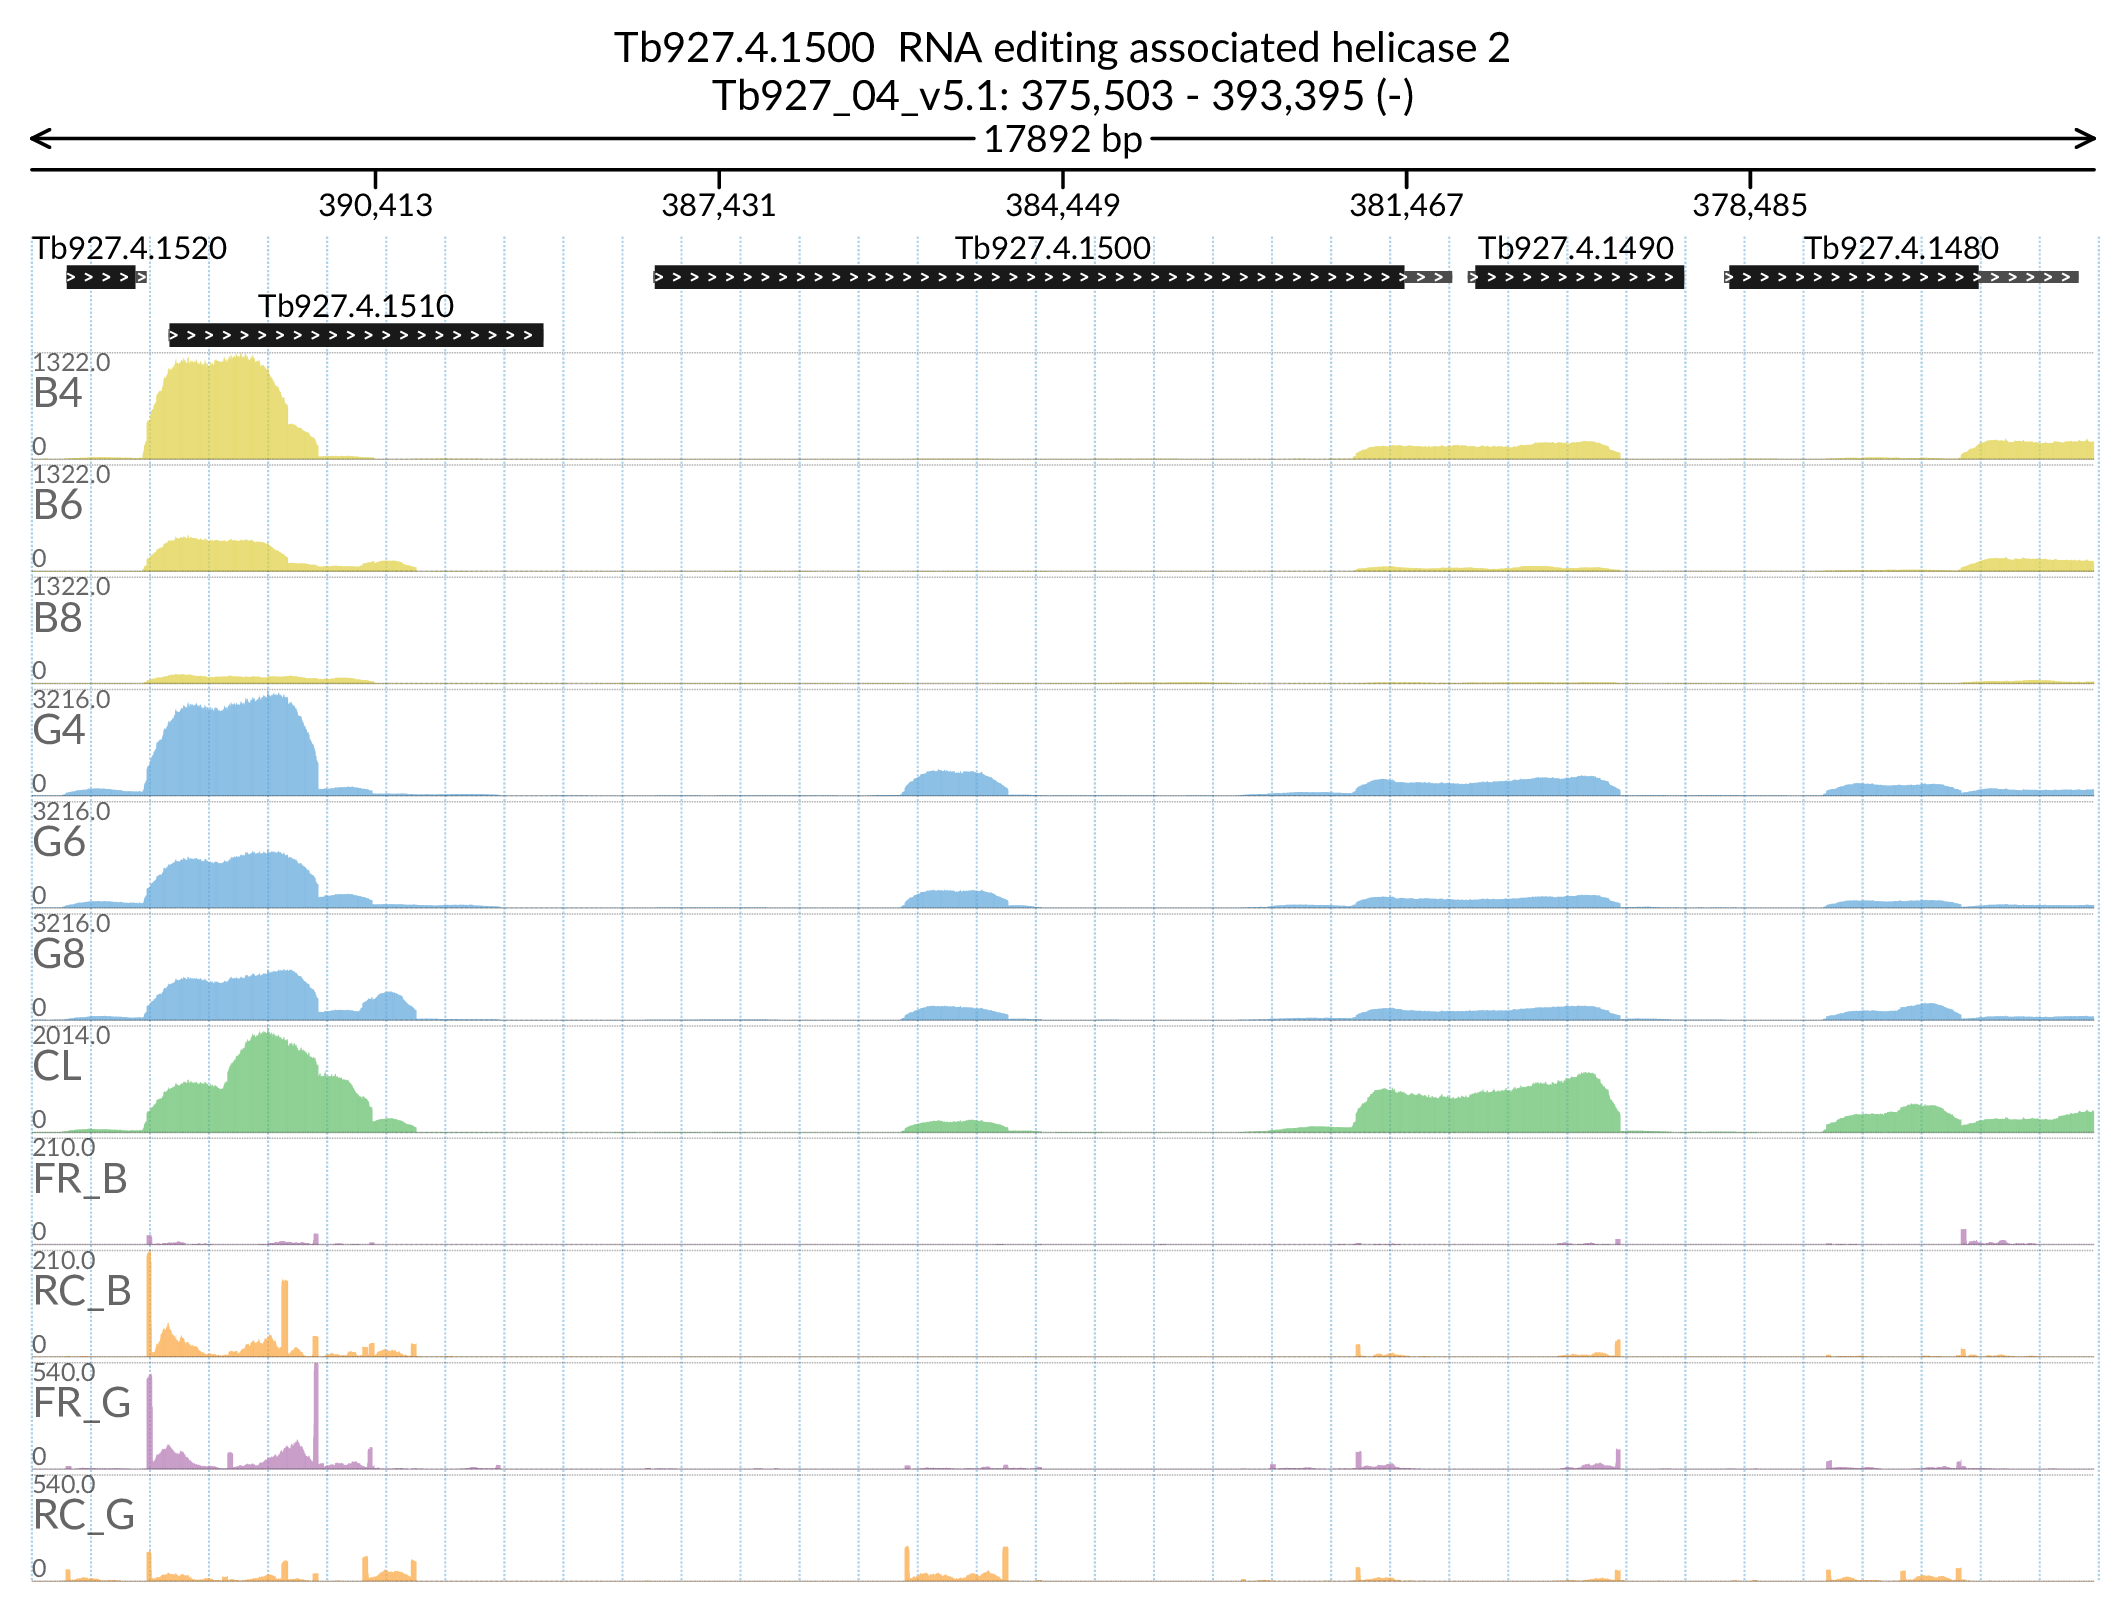 Tb927.4.1500  RNA editing associated helicase 2
Tb927_04_v5.1: 375,503 - 393,395 (-)
17892 bp
390,413 387,431 384,449 381,467 378,485
Tb927.4.1520 Tb927.4.1500 Tb927.4.1490 Tb927.4.1480
Tb927.4.1510
1322.0
B4
0
1322.0
B6
0
1322.0
B8
0
3216.0
G4
0
3216.0
G6
0
3216.0
G8
0
2014.0
CL
0
210.0
FR_B
0
210.0
RC_B
0
540.0
FR_G
0
540.0
RC_G
0